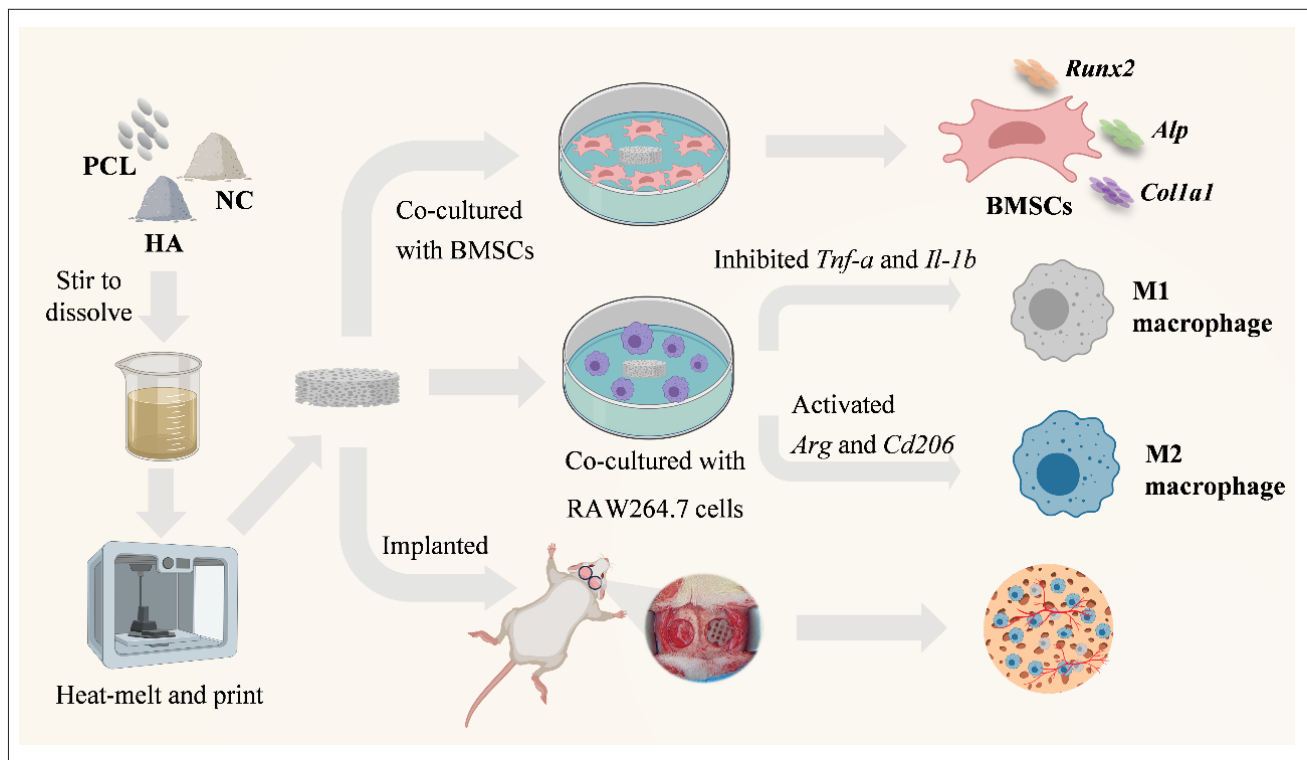 PCL
NC
HA
Stir to
dissolve
Heat-melt and print
Co-cultured
with BMSCs
Runx2
Alp
Col1a1
BMSCs
Inhibited Tnf-a and Il-1b
M1
macrophage
Activated
Arg and Cd206
M2
macrophage
Co-cultured with
RAW264.7 cells
Implanted